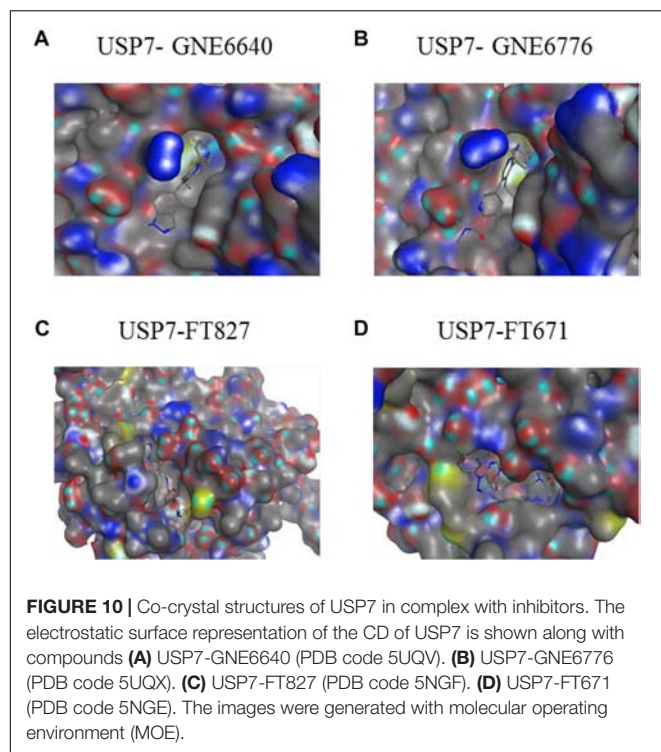 A
USP7- GNE6640
B
USP7- GNE6776
C
USP7-FT827
D
USP7-FT671
FIGURE 10 | Co-crystal structures of USP7 in complex with inhibitors. The
electrostatic surface representation of the CD of USP7 is shown along with
compounds (A) USP7-GNE6640 (PDB code 5UQV). (B) USP7-GNE6776
(PDB code 5UQX). (C) USP7-FT827 (PDB code 5NGF). (D) USP7-FT671
(PDB code 5NGE). The images were generated with molecular operating
environment (MOE).